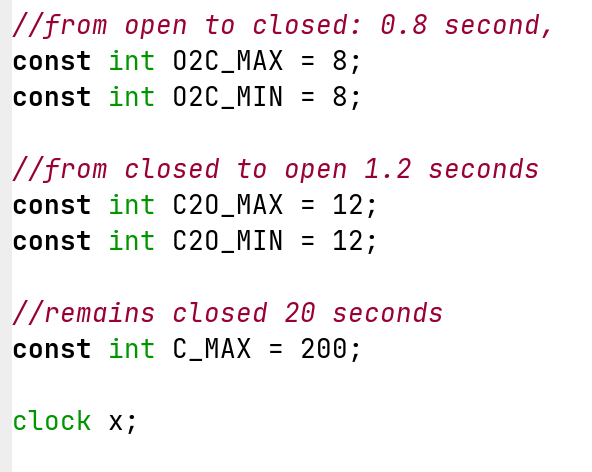 //from open to closed: 0.8 second,
const int O2C_MAX = 8;
const int O2C_MIN = 8;
//from closed to open 1.2 seconds
const int C2O_MAX = 12;
const int C2O_MIN = 12;
//remains closed 20 seconds
const int C_MAX = 200;
clock x;